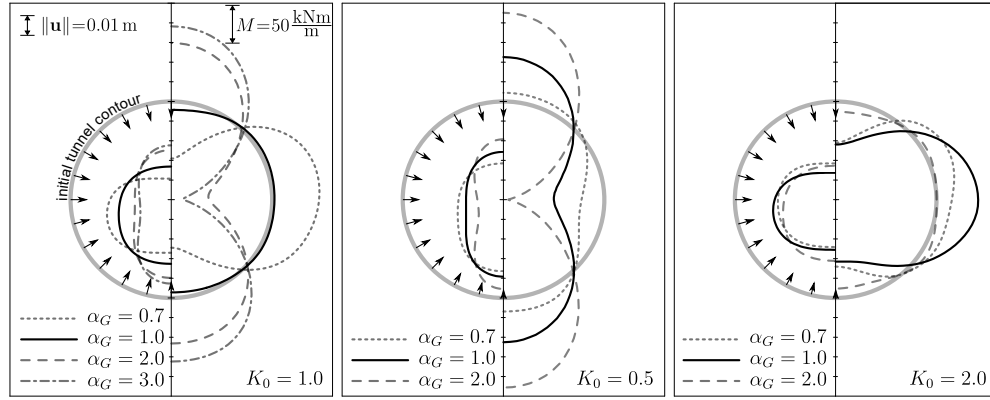 ‖u‖=0.01 m
M=50 kNm/m
initial tunnel contour
α_G = 0.7
α_G = 1.0
α_G = 2.0
α_G = 3.0
K_0 = 1.0
α_G = 0.7
α_G = 1.0
α_G = 2.0
K_0 = 0.5
α_G = 0.7
α_G = 1.0
α_G = 2.0
K_0 = 2.0